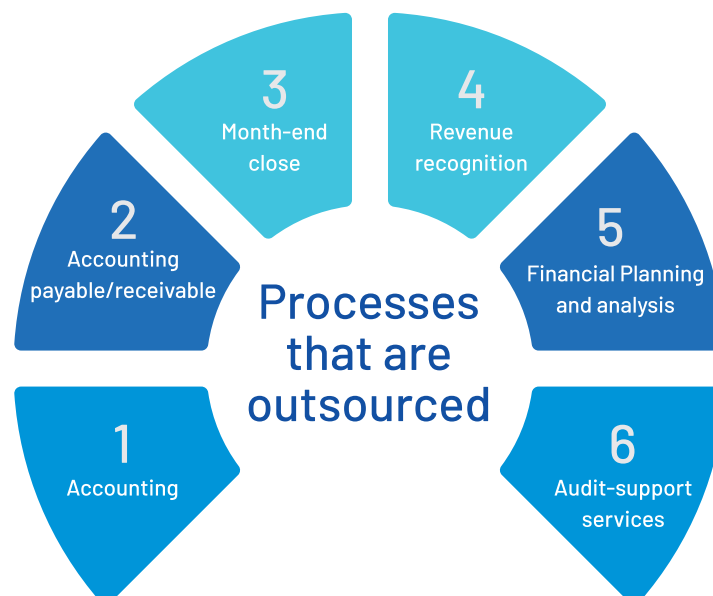 1
Accounting
2
Accounting
payable/receivable
3
Month-end
close
4
Revenue
recognition
5
Financial Planning
and analysis
6
Audit-support
services
Processes
that are
outsourced